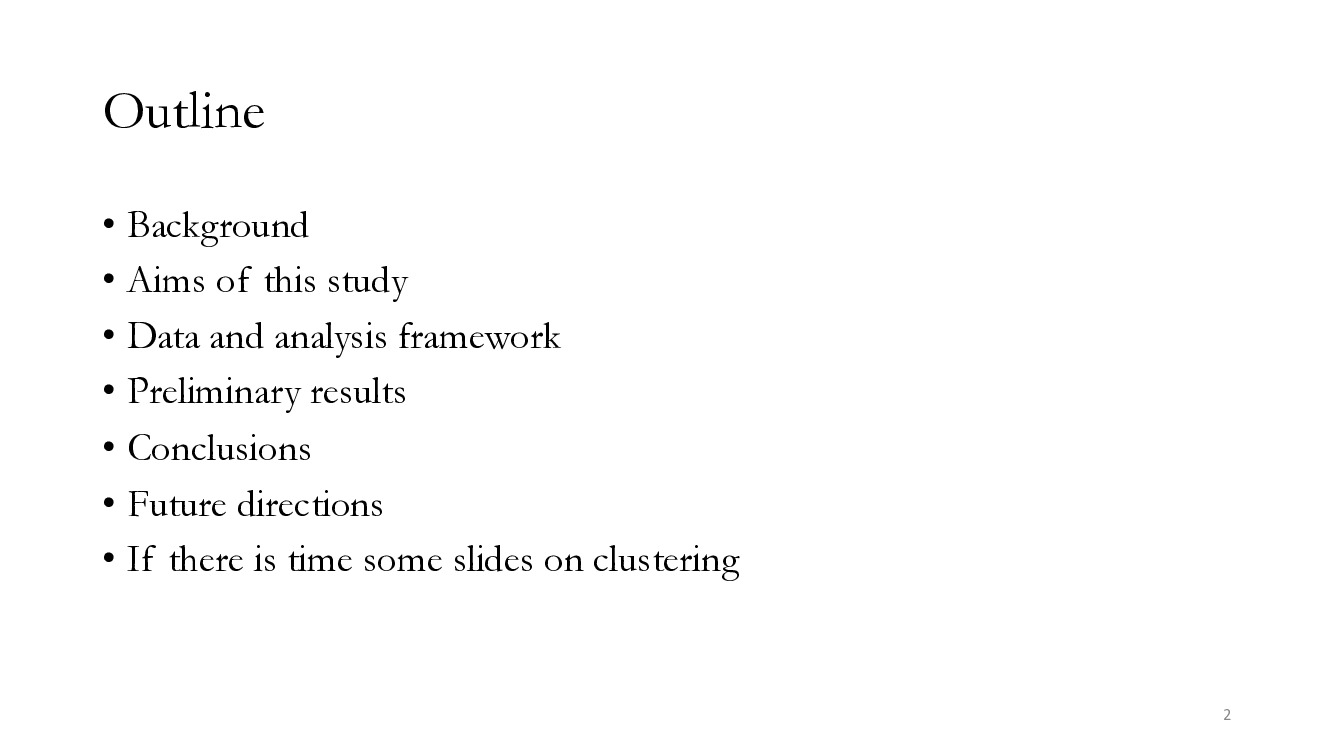 Outline
• Background
• Aims of this study
• Data and analysis framework
• Preliminary results
• Conclusions
• Future directions
• If there is time some slides on clustering
2